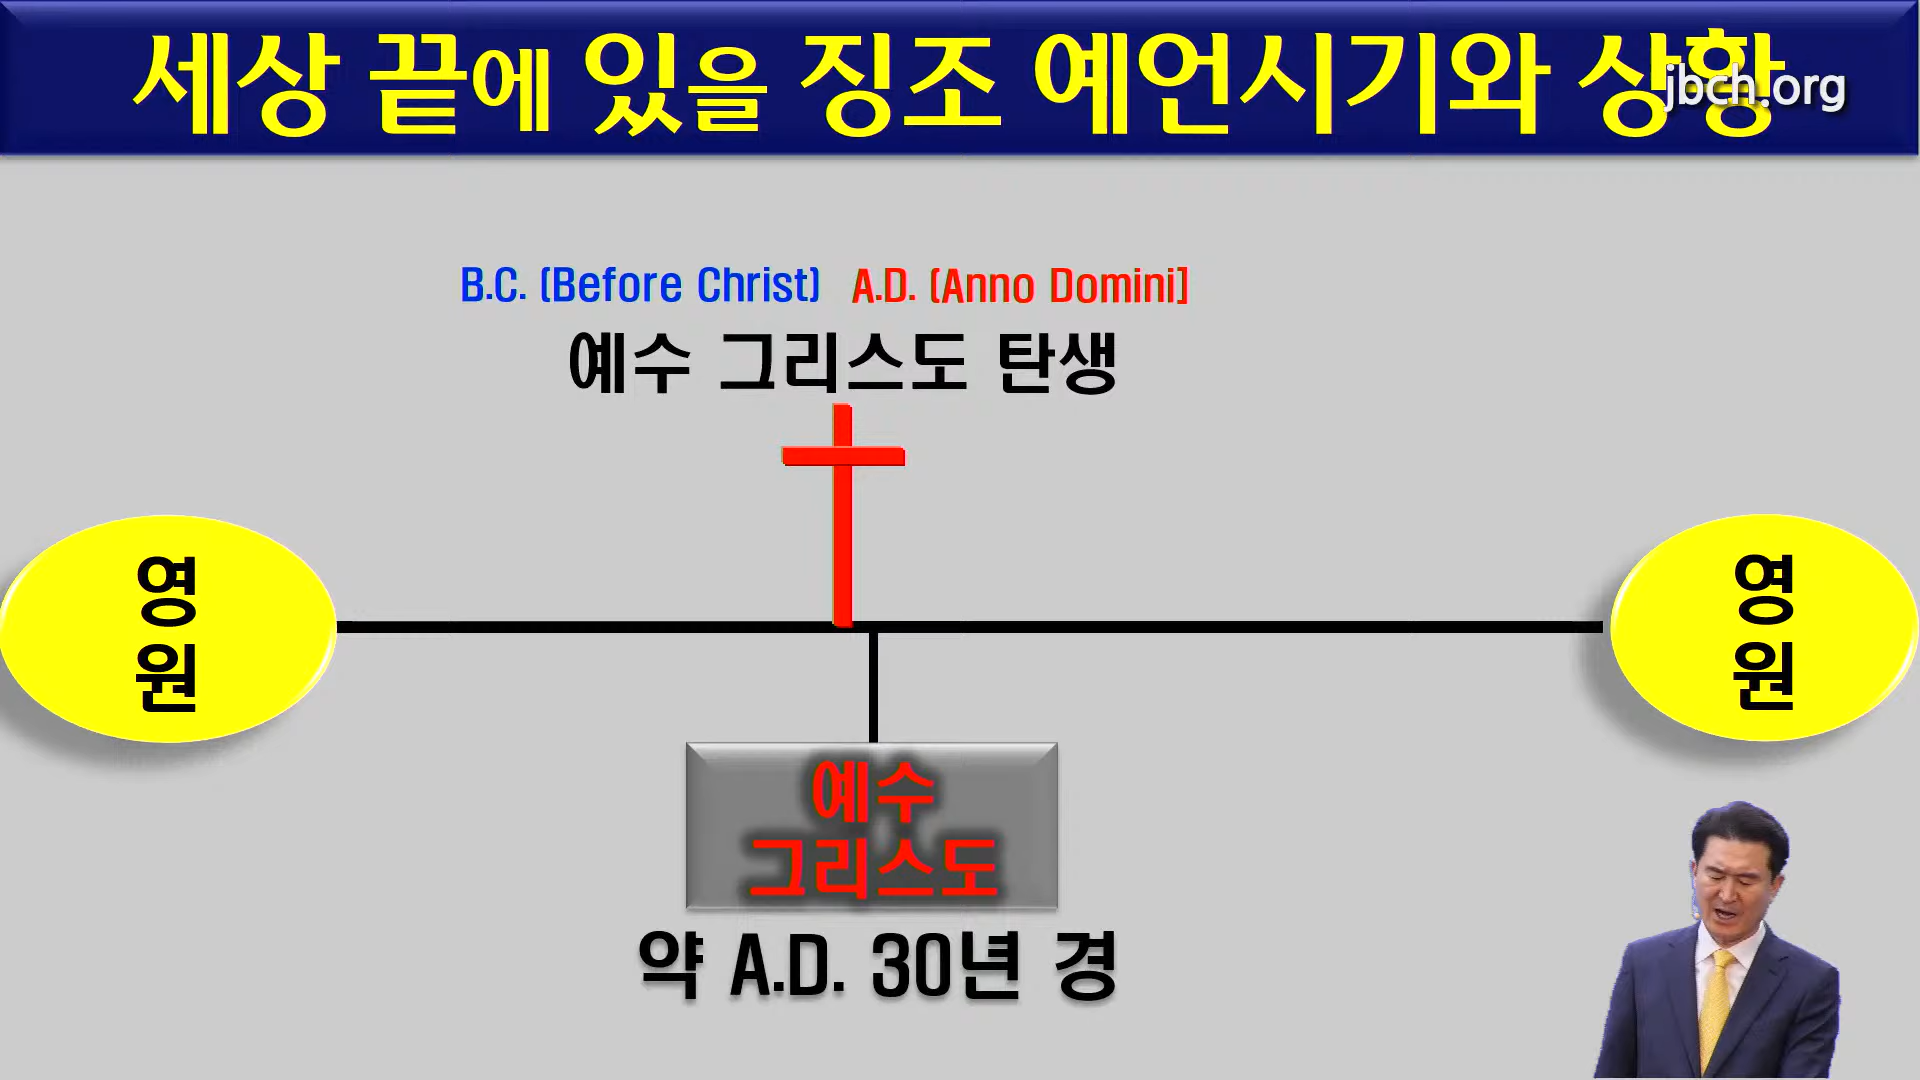 세상 끝에 있을 징조 예언시기와 상황
jbch.org
B.C. (Before Christ) A.D. (Anno Domini]
예수 그리스도 탄생
영
원
영
원
예수
그리스도
약 A.D. 30년 경